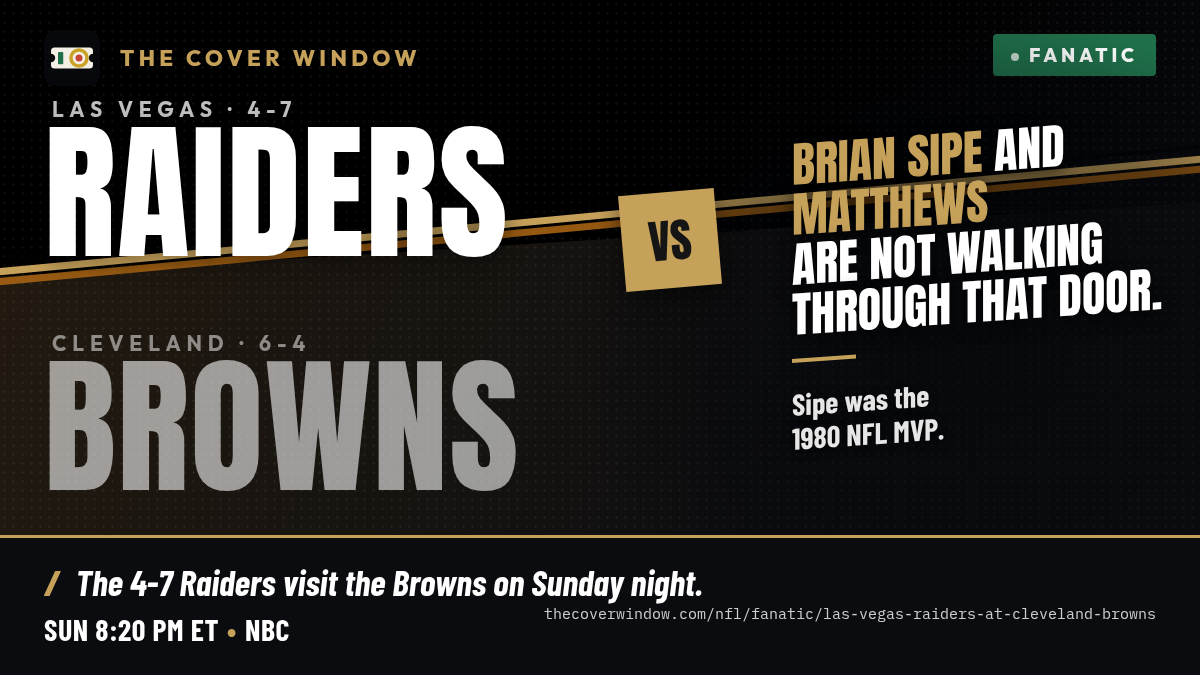 THE COVER WINDOW
FANATIC
LAS VEGAS · 4-7
RAIDERS
VS
CLEVELAND · 6-4
BROWNS
BRIAN SIPE AND
MATTHEWS
ARE NOT WALKING
THROUGH THAT DOOR.
Sipe was the
1980 NFL MVP.
/ The 4-7 Raiders visit the Browns on Sunday night.
SUN 8:20 PM ET • NBC
thecoverwindow.com/nfl/fanatic/las-vegas-raiders-at-cleveland-browns